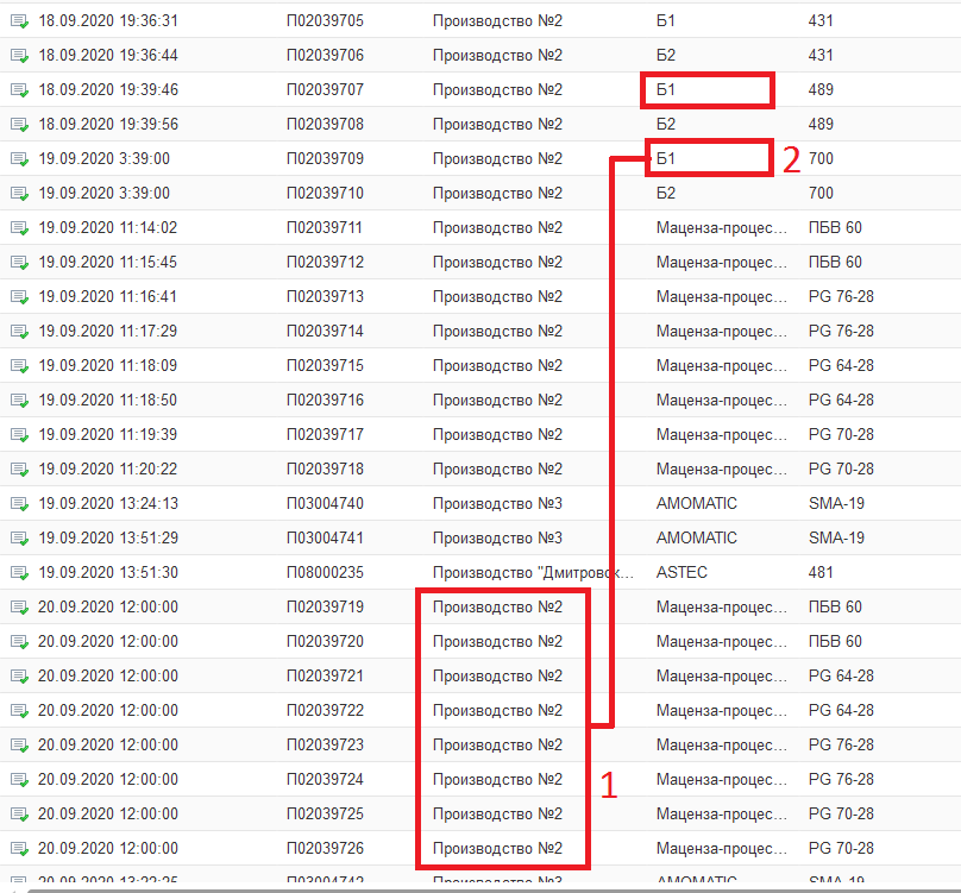 18.09.2020 19:36:31 П02039705 Производство №2 Б1 431
18.09.2020 19:36:44 П02039706 Производство №2 Б2 431
18.09.2020 19:39:46 П02039707 Производство №2 Б1 489
18.09.2020 19:39:56 П02039708 Производство №2 Б2 489
19.09.2020 3:39:00 П02039709 Производство №2 Б1 2 700
19.09.2020 3:39:00 П02039710 Производство №2 Б2 700
19.09.2020 11:14:02 П02039711 Производство №2 Маценза-процес... ПБВ 60
19.09.2020 11:15:45 П02039712 Производство №2 Маценза-процес... ПБВ 60
19.09.2020 11:16:41 П02039713 Производство №2 Маценза-процес... PG 76-28
19.09.2020 11:17:29 П02039714 Производство №2 Маценза-процес... PG 76-28
19.09.2020 11:18:09 П02039715 Производство №2 Маценза-процес... PG 64-28
19.09.2020 11:18:50 П02039716 Производство №2 Маценза-процес... PG 64-28
19.09.2020 11:19:39 П02039717 Производство №2 Маценза-процес... PG 70-28
19.09.2020 11:20:22 П02039718 Производство №2 Маценза-процес... PG 70-28
19.09.2020 13:24:13 П03004740 Производство №3 AMOMATIC SMA-19
19.09.2020 13:51:29 П03004741 Производство №3 AMOMATIC SMA-19
19.09.2020 13:51:30 П08000235 Производство "Дмитровск... ASTEC 481
20.09.2020 12:00:00 П02039719 Производство №2 Маценза-процес... ПБВ 60
20.09.2020 12:00:00 П02039720 Производство №2 Маценза-процес... ПБВ 60
20.09.2020 12:00:00 П02039721 Производство №2 Маценза-процес... PG 64-28
20.09.2020 12:00:00 П02039722 Производство №2 Маценза-процес... PG 64-28
20.09.2020 12:00:00 П02039723 Производство №2 Маценза-процес... PG 76-28
20.09.2020 12:00:00 П02039724 Производство №2 1 Маценза-процес... PG 76-28
20.09.2020 12:00:00 П02039725 Производство №2 Маценза-процес... PG 70-28
20.09.2020 12:00:00 П02039726 Производство №2 Маценза-процес... PG 70-28